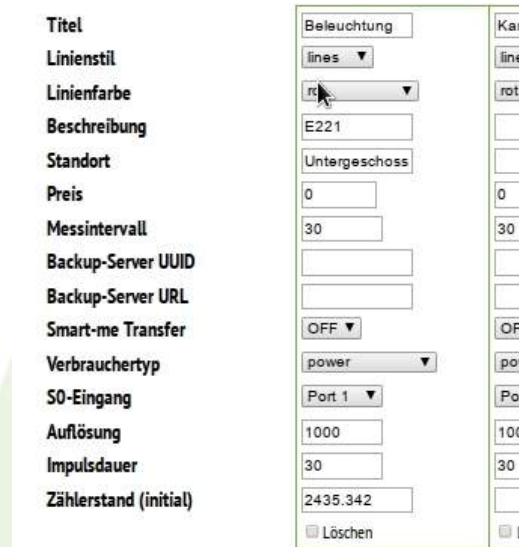 Titel Beleuchtung
Linienstil lines
Linienfarbe
Beschreibung E221
Standort Untergeschoss
Preis 0 0
Messintervall 30 30
Backup-Server UUID
Backup-Server URL
Smart-me Transfer OFF
Verbrauchertyp power
S0-Eingang Port 1
Auflösung 1000
Impulsdauer 30 30
Zählerstand (initial) 2435.342
Löschen